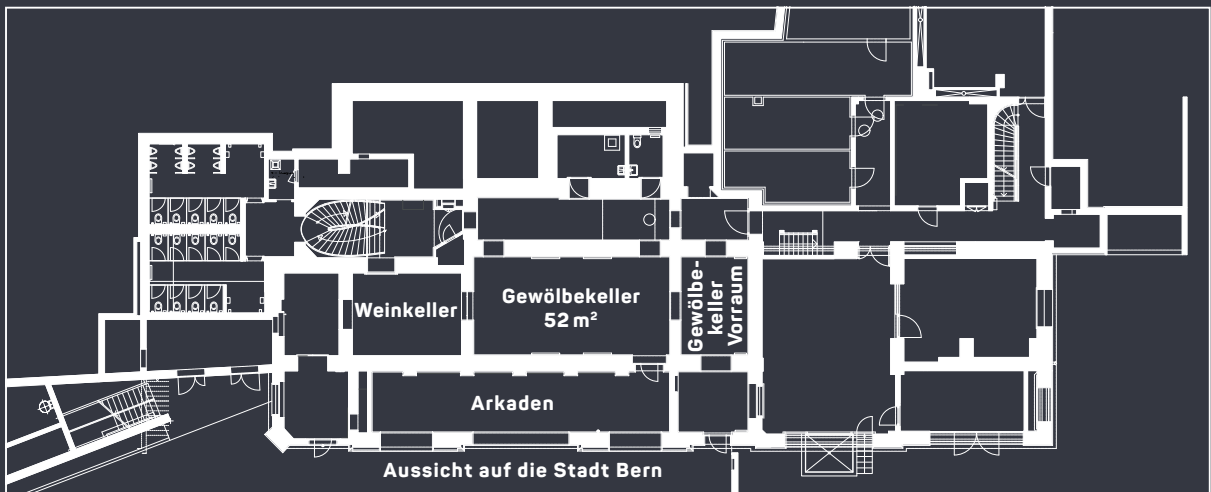 Weinkeller
Gewölbekeller
52 m²
Gewölbe-
keller
Vorraum
Arkaden
Aussicht auf die Stadt Bern